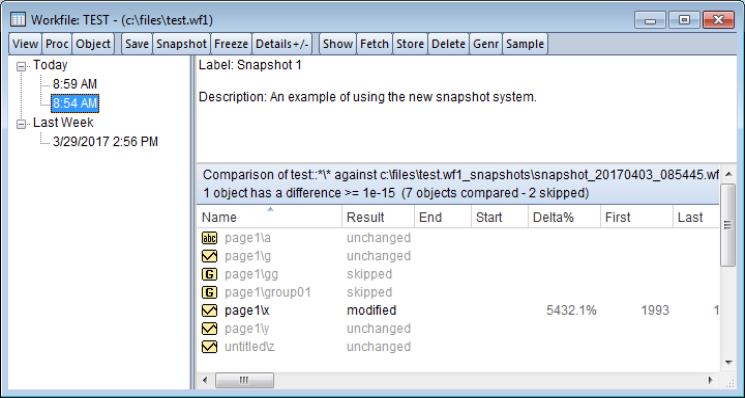 Workfile: TEST - (c:\files\test.wf1)
View Proc Object Save Snapshot Freeze Details+/- Show Fetch Store Delete Genr Sample
Today
8:59 AM
8:54 AM
Last Week
3/29/2017 2:56 PM
Label: Snapshot 1
Description: An example of using the new snapshot system.
Comparison of test::*\* against c:\files\test.wf1_snapshots\snapshot_20170403_085445.wf
1 object has a difference >= 1e-15 (7 objects compared - 2 skipped)
Name Result End Start Delta% First Last
abc page1\a unchanged
page1\g unchanged
G page1\gg skipped
G page1\group01 skipped
page1\x modified 5432.1% 1993 1
page1\y unchanged
untitled\z unchanged